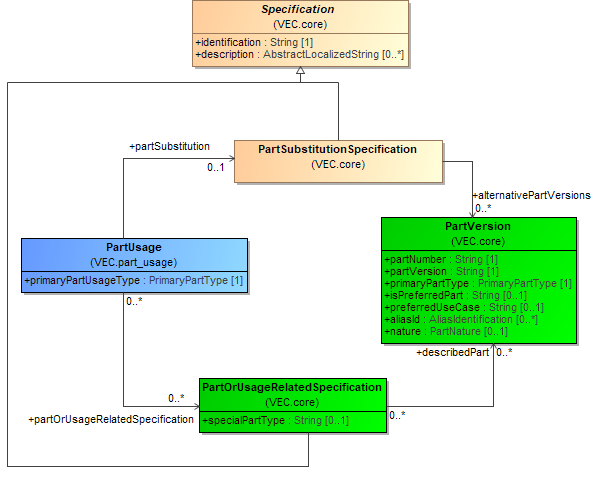 Specification
(VEC.core)
+identification : String [1]
+description : AbstractLocalizedString [0..*]
+partSubstitution
0..1
PartSubstitutionSpecification
(VEC.core)
+alternativePartVersions
0..*
PartVersion
(VEC.core)
+partNumber : String [1]
+partVersion : String [1]
+primaryPartType : PrimaryPartType [1]
+isPreferredPart : String [0..1]
+preferredUseCase : String [0..1]
+aliasId : AliasIdentification [0..*]
+nature : PartNature [0..1]
PartUsage
(VEC.part_usage)
+primaryPartUsageType : PrimaryPartType [1]
0..*
+describedPart 0..*
0..*
+partOrUsageRelatedSpecification
PartOrUsageRelatedSpecification
(VEC.core)
+specialPartType : String [0..1]
0..*